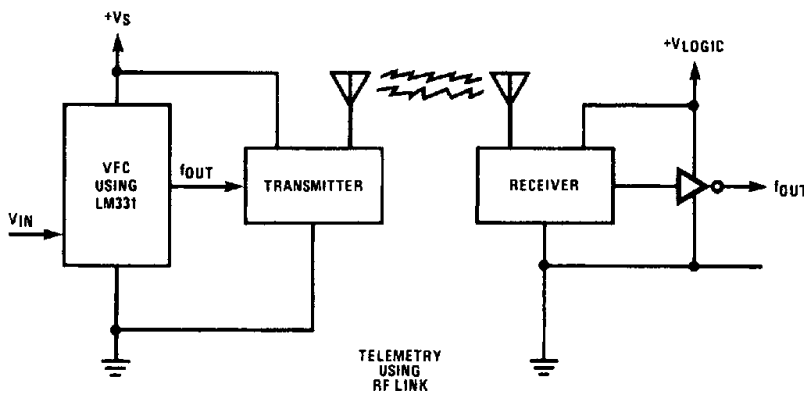 +VS
VFC
USING
LM331
VIN
fOUT
TRANSMITTER
+VLOGIC
RECEIVER
fOUT
TELEMETRY
USING
RF LINK